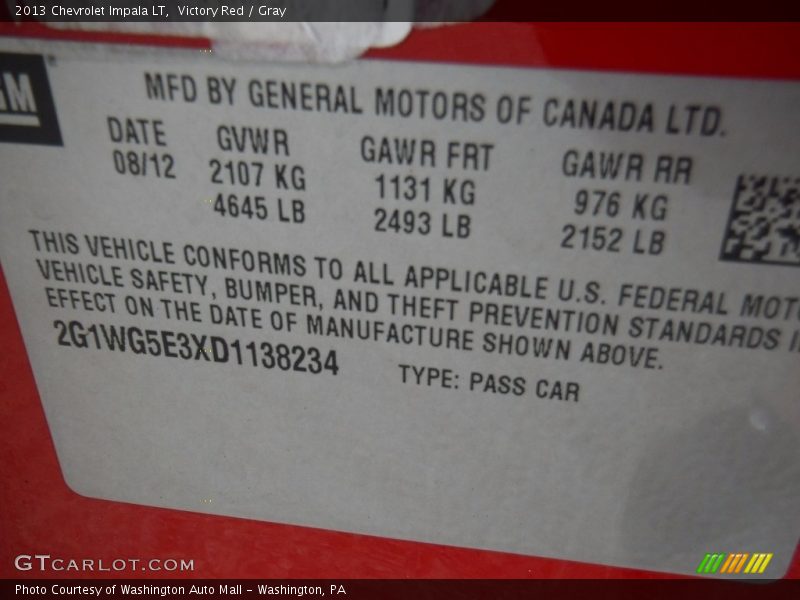 2013 Chevrolet Impala LT, Victory Red / Gray
GM
MFD BY GENERAL MOTORS OF CANADA LTD.
DATE GVWR GAWR FRT GAWR RR
08/12 2107 KG 1131 KG 976 KG
4645 LB 2493 LB 2152 LB
THIS VEHICLE CONFORMS TO ALL APPLICABLE U.S. FEDERAL MOTO
VEHICLE SAFETY, BUMPER, AND THEFT PREVENTION STANDARDS I
EFFECT ON THE DATE OF MANUFACTURE SHOWN ABOVE.
2G1WG5E3XD1138234 TYPE: PASS CAR
GTCARLOT.COM
Photo Courtesy of Washington Auto Mall - Washington, PA